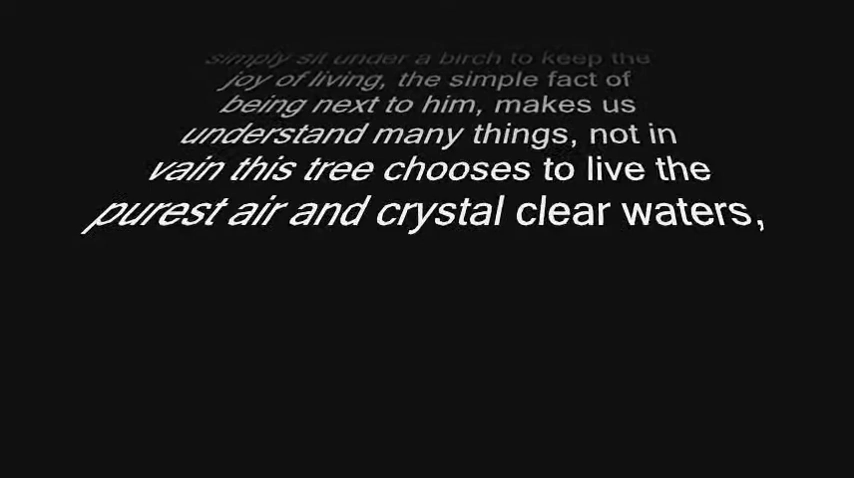 simply sit under a birch to keep the
joy of living, the simple fact of
being next to him, makes us
understand many things, not in
vain this tree chooses to live the
purest air and crystal clear waters,